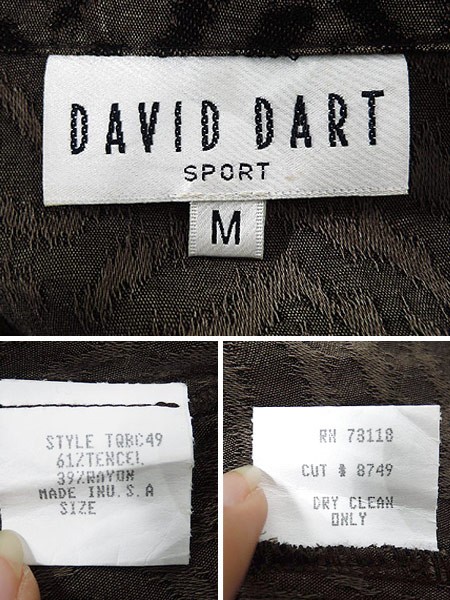 DAVID DART
SPORT
M
STYLE TQBC49
61%TENCEL
39%RAYON
MADE INU.S.A
SIZE
RN 73118
CUT # 8749
DRY CLEAN
ONLY